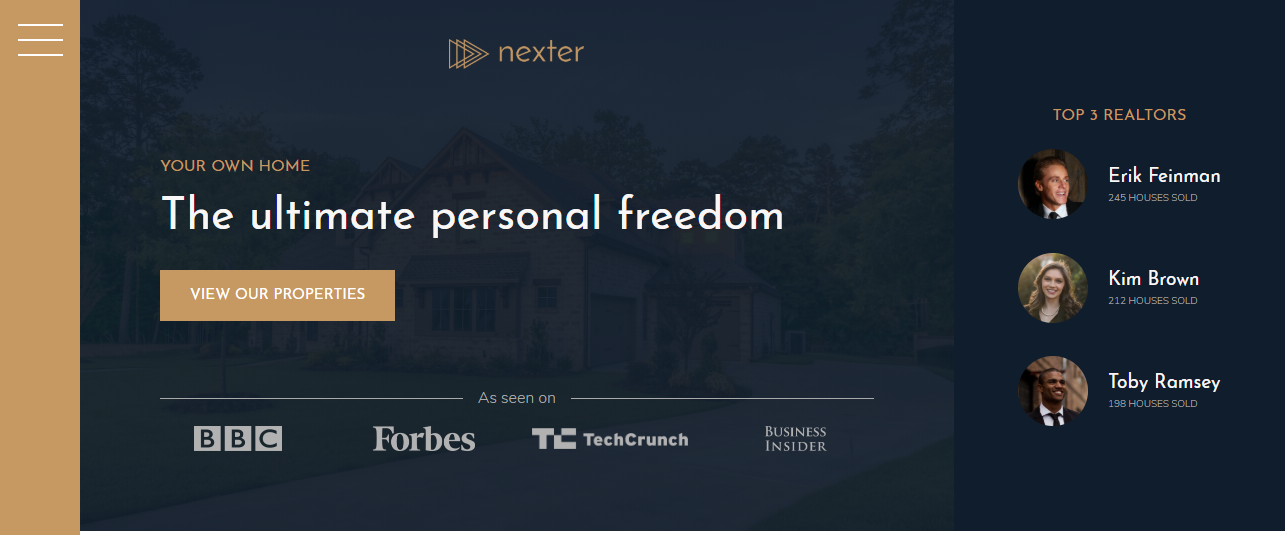 nexter
YOUR OWN HOME
The ultimate personal freedom
VIEW OUR PROPERTIES
As seen on
BBC
Forbes
TC TechCrunch
BUSINESS
INSIDER
TOP 3 REALTORS
Erik Feinman
245 HOUSES SOLD
Kim Brown
212 HOUSES SOLD
Toby Ramsey
198 HOUSES SOLD